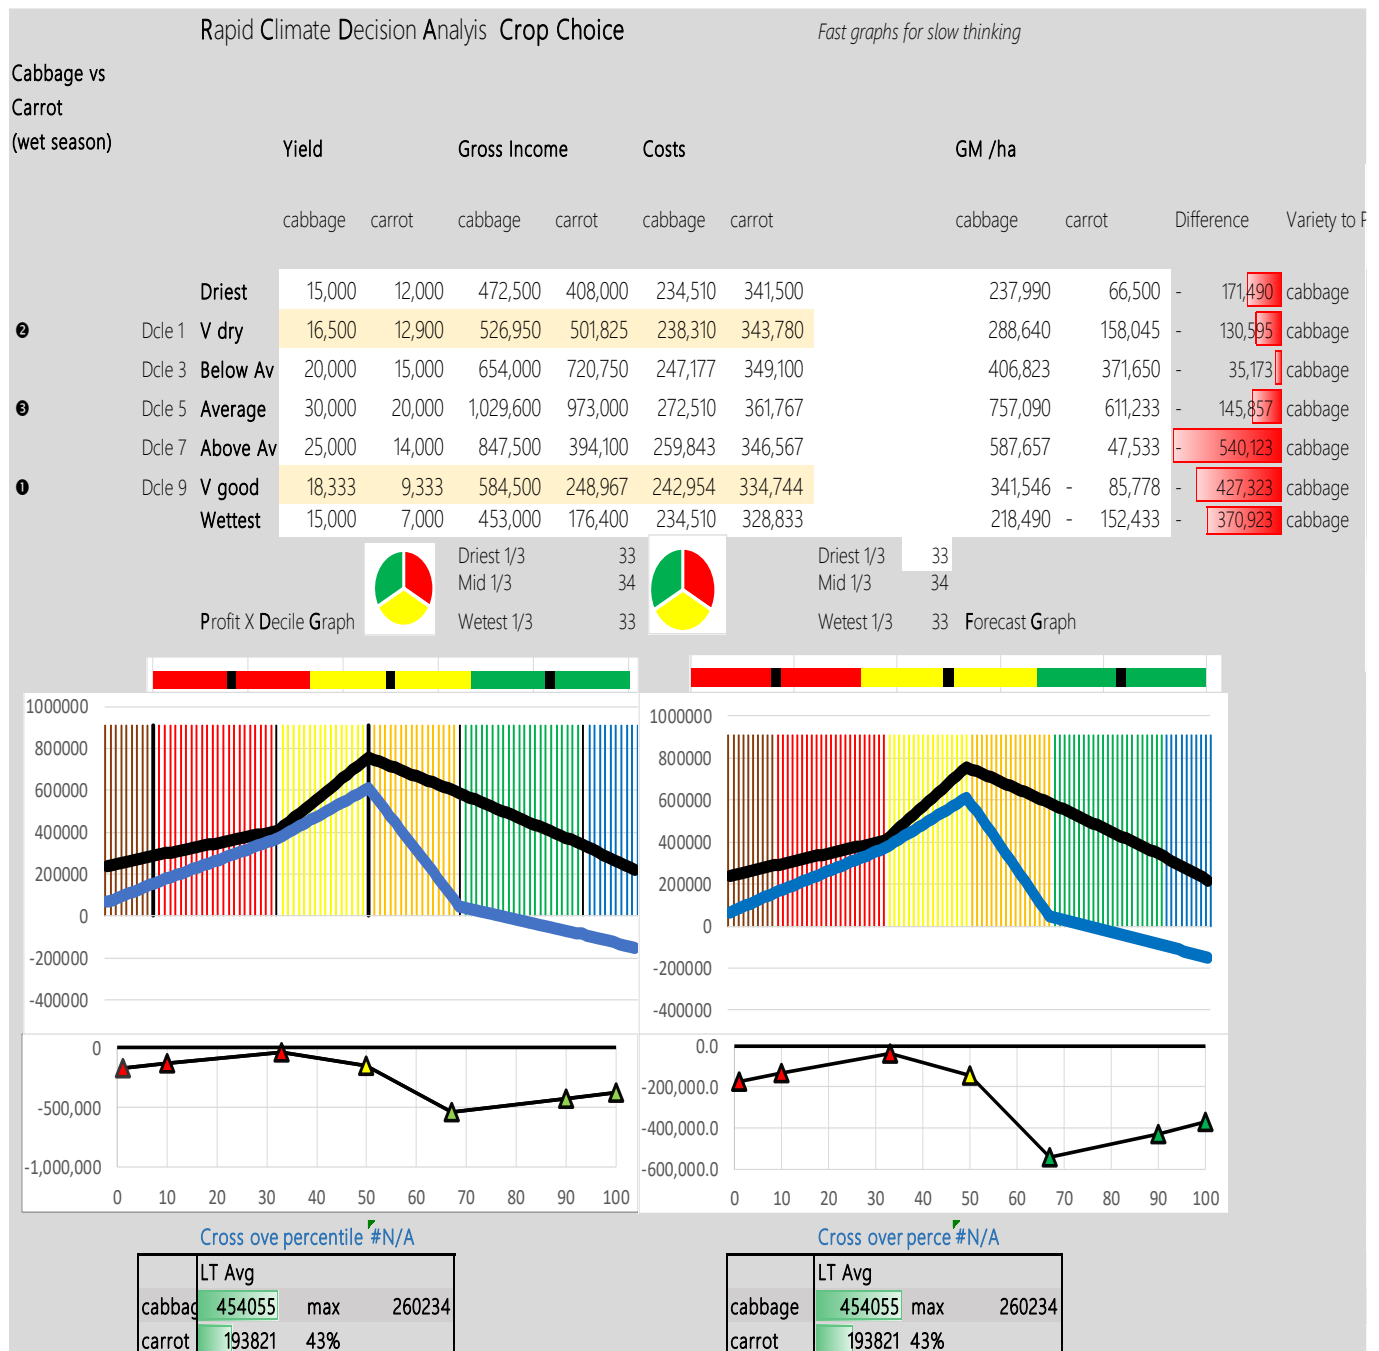 Rapid Climate Decision Analyis Crop Choice Fast graphs for slow thinking
Cabbage vs
Carrot
(wet season)
Yield Gross Income Costs GM /ha
cabbage carrot cabbage carrot cabbage carrot cabbage carrot Difference Variety to
Driest 15,000 12,000 472,500 408,000 234,510 341,500 237,990 66,500 - 171,490 cabbage
❷ Dcle 1 V dry 16,500 12,900 526,950 501,825 238,310 343,780 288,640 158,045 - 130,595 cabbage
Dcle 3 Below Av 20,000 15,000 654,000 720,750 247,177 349,100 406,823 371,650 - 35,173 cabbage
❸ Dcle 5 Average 30,000 20,000 1,029,600 973,000 272,510 361,767 757,090 611,233 - 145,857 cabbage
Dcle 7 Above Av 25,000 14,000 847,500 394,100 259,843 346,567 587,657 47,533 - 540,123 cabbage
❶ Dcle 9 V good 18,333 9,333 584,500 248,967 242,954 334,744 341,546 - 85,778 - 427,323 cabbage
Wettest 15,000 7,000 453,000 176,400 234,510 328,833 218,490 - 152,433 - 370,923 cabbage
Driest 1/3 33 Driest 1/3 33
Mid 1/3 34 Mid 1/3 34
Profit X Decile Graph Wetest 1/3 33 Wetest 1/3 33 Forecast Graph
1000000
800000
600000
400000
200000
0
-200000
-400000
1000000
800000
600000
400000
200000
0
-200000
-400000
0
-500,000
-1,000,000
0 10 20 30 40 50 60 70 80 90 100
0.0
-200,000.0
-400,000.0
-600,000.0
0 10 20 30 40 50 60 70 80 90 100
Cross ove percentile #N/A Cross over perce #N/A
LT Avg LT Avg
cabbag 454055 max 260234 cabbage 454055 max 260234
carrot 193821 43% carrot 193821 43%